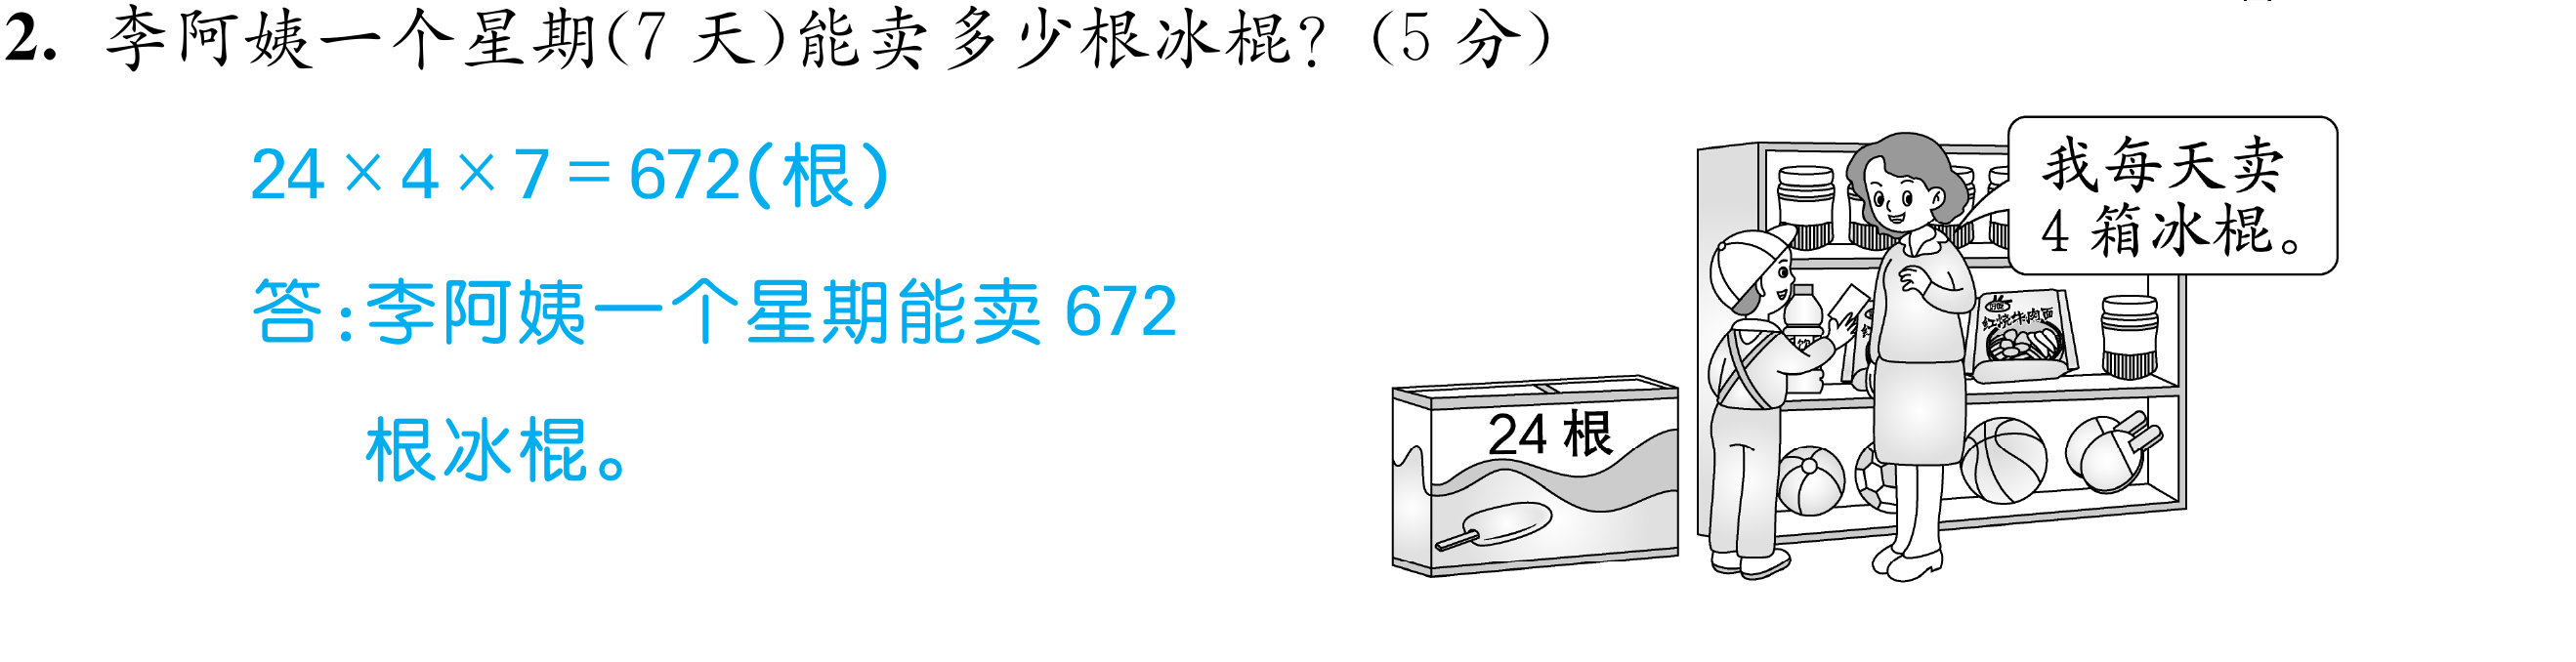 2. 李阿姨一个星期(7 天)能卖多少根冰棍?(5 分)
24×4×7=672(根)
答:李阿姨一个星期能卖 672
根冰棍。
我每天卖
4 箱冰棍。
24 根
红烧牛肉面